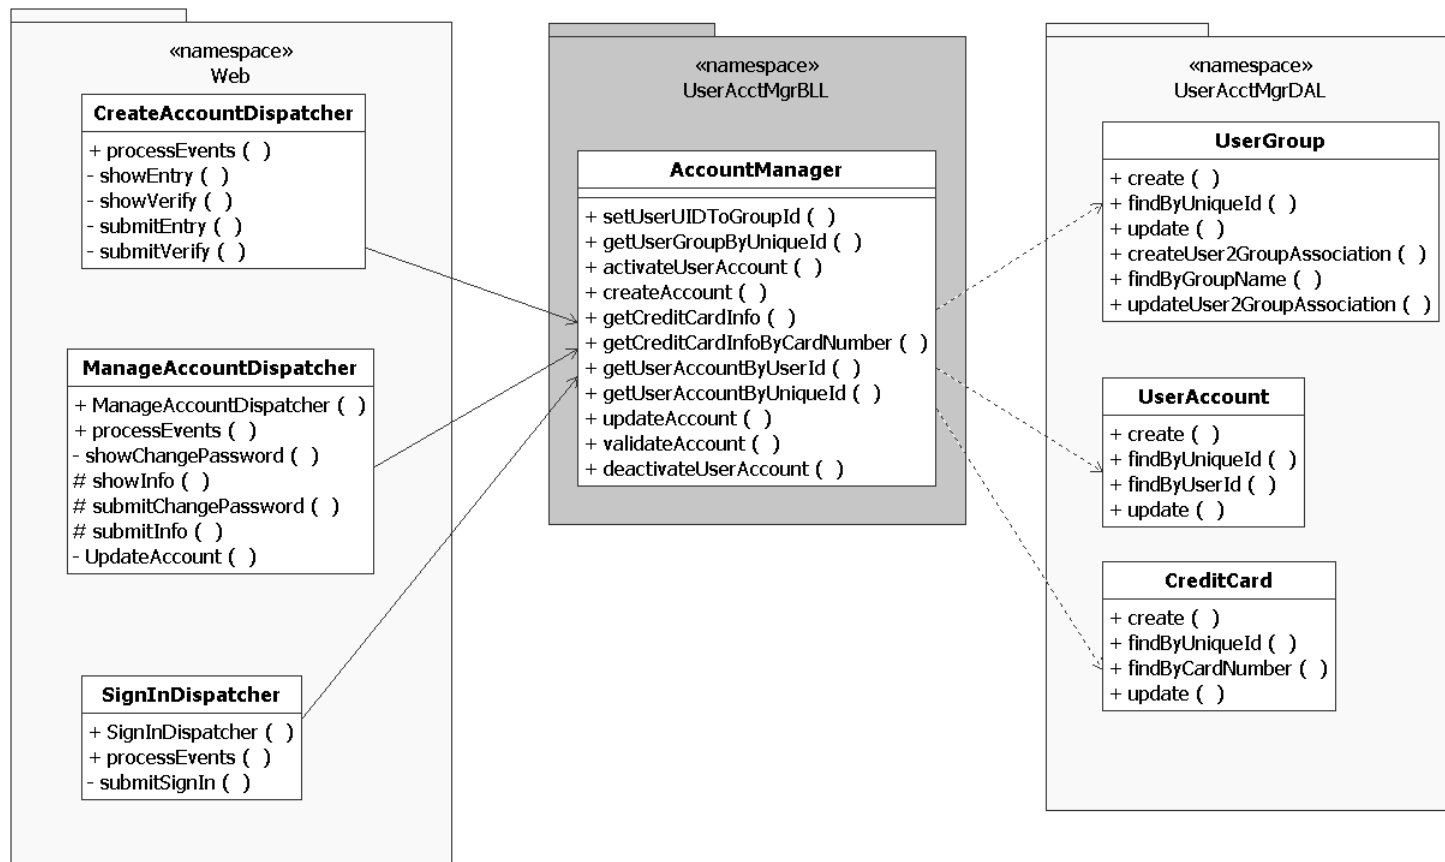 «namespace»
Web
CreateAccountDispatcher
+ processEvents ( )
- showEntry ( )
- showVerify ( )
- submitEntry ( )
- submitVerify ( )
ManageAccountDispatcher
+ ManageAccountDispatcher ( )
+ processEvents ( )
- showChangePassword ( )
# showInfo ( )
# submitChangePassword ( )
# submitInfo ( )
- UpdateAccount ( )
SignInDispatcher
+ SignInDispatcher ( )
+ processEvents ( )
- submitSignIn ( )
«namespace»
UserAcctMgrBLL
AccountManager
+ setUserUIDToGroupId ( )
+ getUserGroupByUniqueId ( )
+ activateUserAccount ( )
+ createAccount ( )
+ getCreditCardInfo ( )
+ getCreditCardInfoByCardNumber ( )
+ getUserAccountByUserId ( )
+ getUserAccountByUniqueId ( )
+ updateAccount ( )
+ validateAccount ( )
+ deactivateUserAccount ( )
«namespace»
UserAcctMgrDAL
UserGroup
+ create ( )
+ findByUniqueId ( )
+ update ( )
+ createUser2GroupAssociation ( )
+ findByGroupName ( )
+ updateUser2GroupAssociation ( )
UserAccount
+ create ( )
+ findByUniqueId ( )
+ findByUserId ( )
+ update ( )
CreditCard
+ create ( )
+ findByUniqueId ( )
+ findByCardNumber ( )
+ update ( )